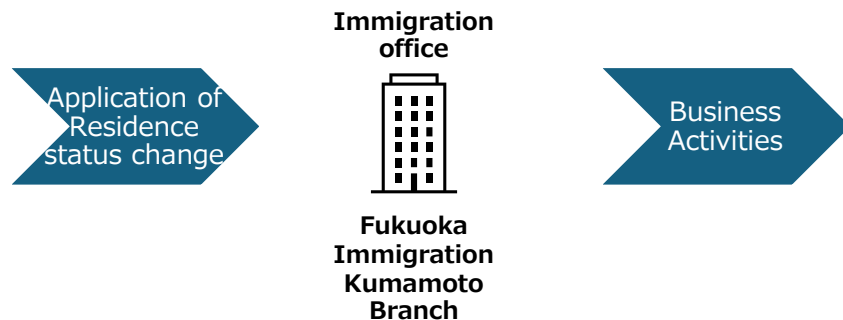 Application of
Residence
status change
Immigration
office
Fukuoka
Immigration
Kumamoto
Branch
Business
Activities